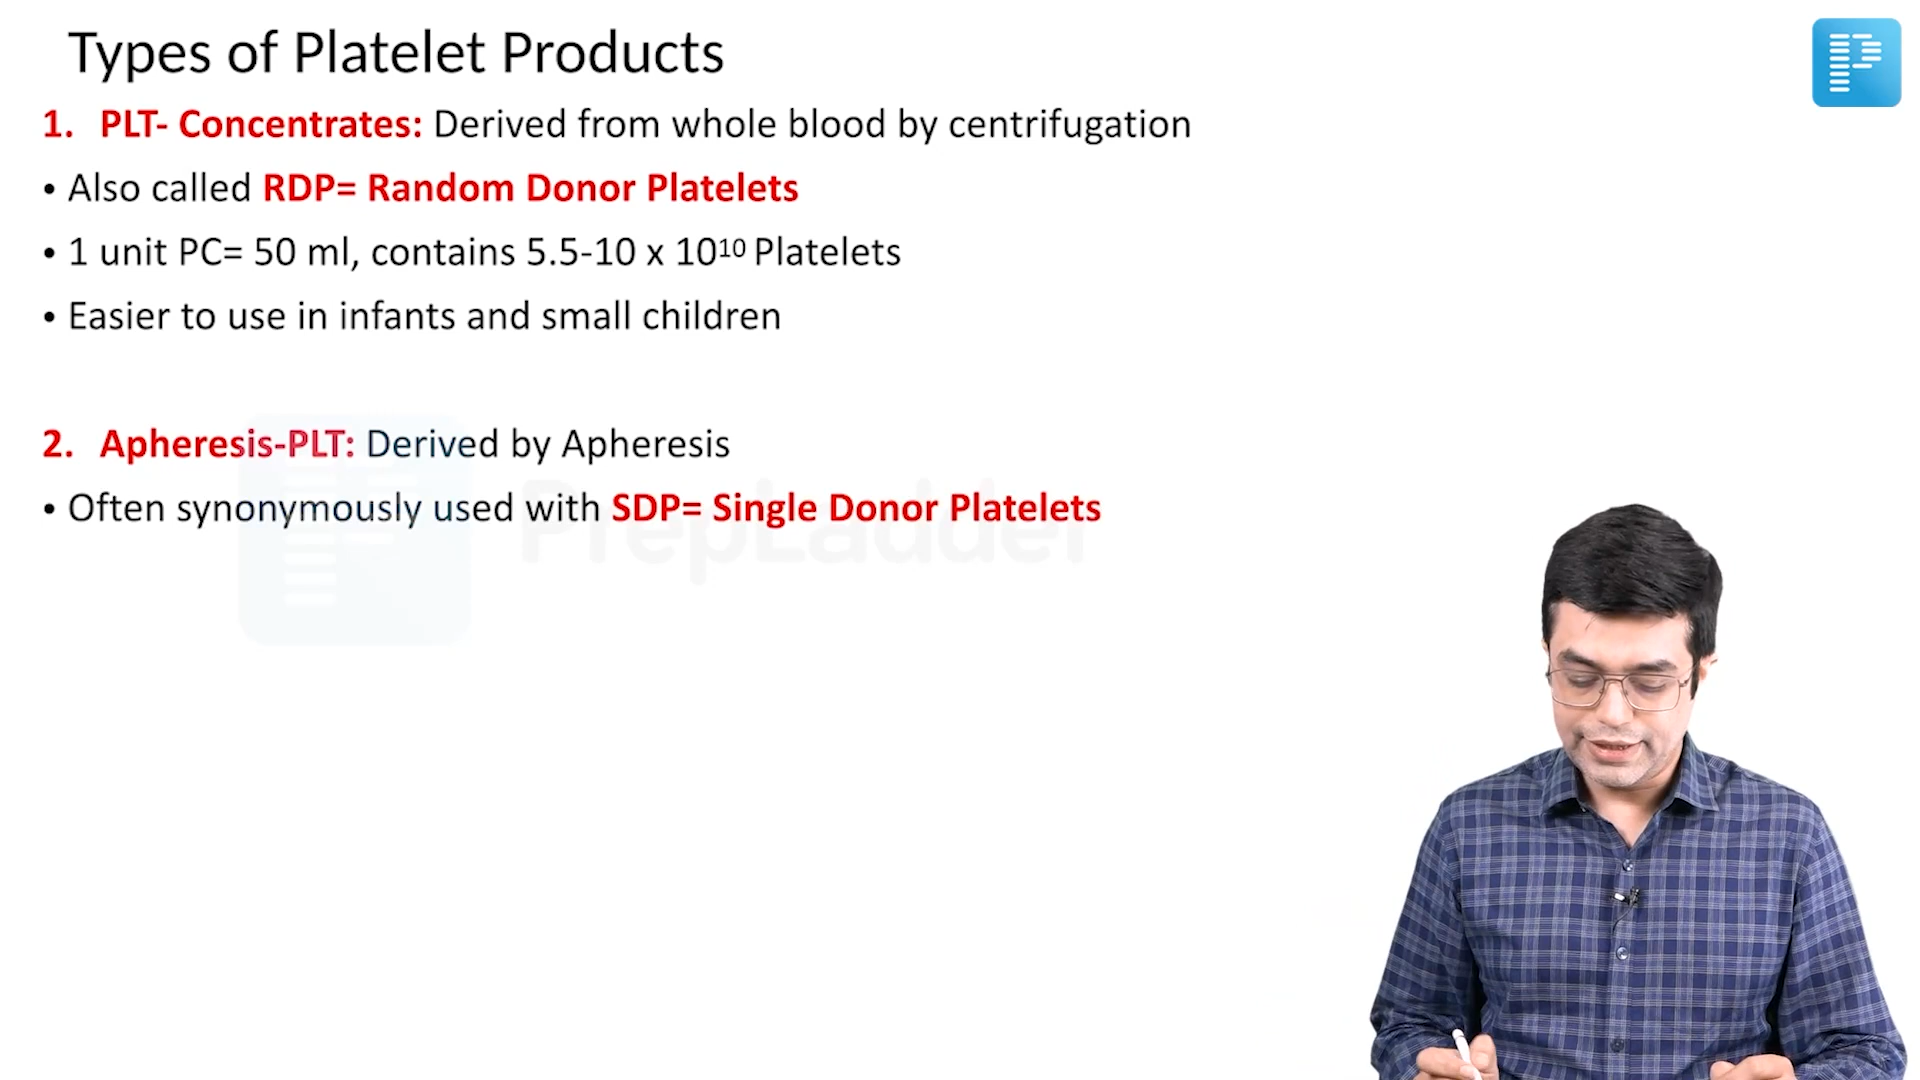 Types of Platelet Products
1. PLT- Concentrates: Derived from whole blood by centrifugation
• Also called RDP= Random Donor Platelets
• 1 unit PC= 50 ml, contains 5.5-10 x 10¹⁰ Platelets
• Easier to use in infants and small children
2. Apheresis-PLT: Derived by Apheresis
• Often synonymously used with SDP= Single Donor Platelets
PrepLadder